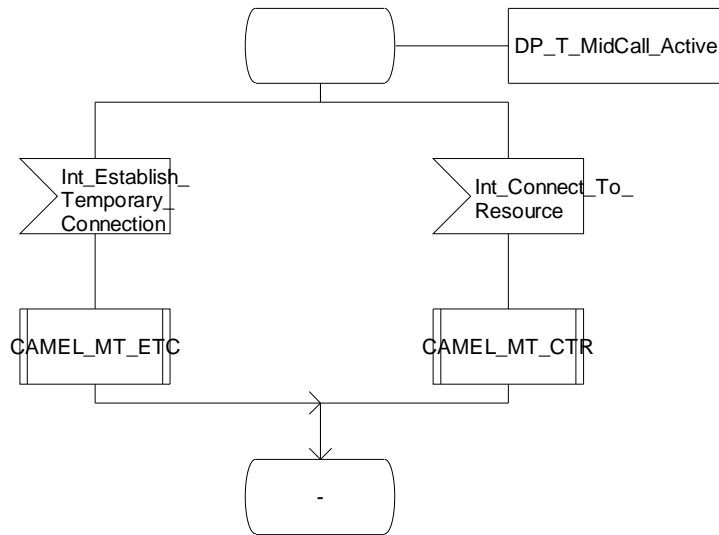 DP_T_MidCall_Active
Int_Establish_
Temporary_
Connection
Int_Connect_To_
Resource
CAMEL_MT_ETC
CAMEL_MT_CTR
-